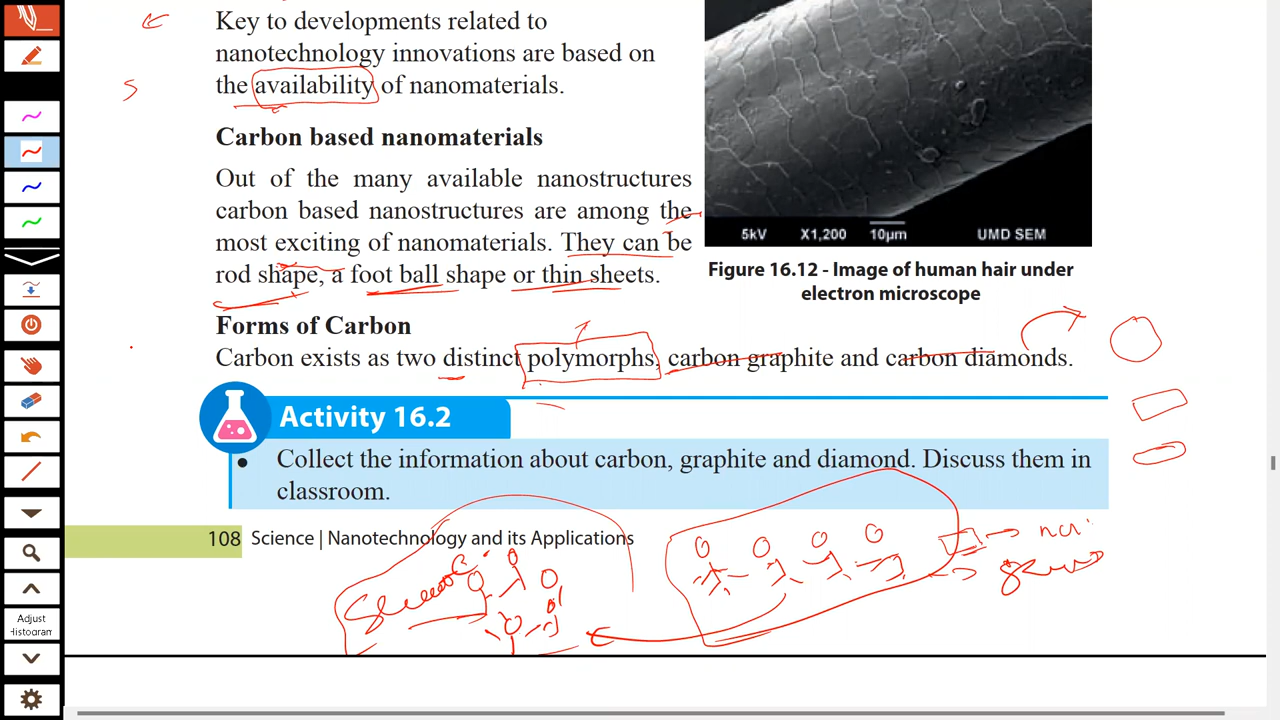 Key to developments related to
nanotechnology innovations are based on
the availability of nanomaterials.
Carbon based nanomaterials
Out of the many available nanostructures
carbon based nanostructures are among the
most exciting of nanomaterials. They can be
rod shape, a foot ball shape or thin sheets.
5kV X1,200 10µm UMD SEM
Figure 16.12 - Image of human hair under
electron microscope
Forms of Carbon
Carbon exists as two distinct polymorphs, carbon graphite and carbon diamonds.
Activity 16.2
• Collect the information about carbon, graphite and diamond. Discuss them in
classroom.
108 Science | Nanotechnology and its Applications
Adjust
Histogram